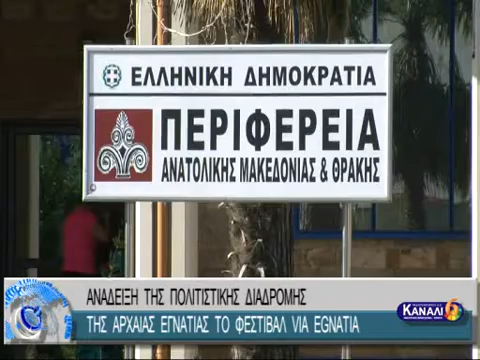 ΕΛΛΗΝΙΚΗ ΔΗΜΟΚΡΑΤΙΑ
ΠΕΡΙΦΕΡΕΙΑ
ΑΝΑΤΟΛΙΚΗΣ ΜΑΚΕΔΟΝΙΑΣ & ΘΡΑΚΗΣ
ΑΝΑΔΕΙΞΗ ΤΗΣ ΠΟΛΙΤΙΣΤΙΚΗΣ ΔΙΑΔΡΟΜΗΣ
ΤΗΣ ΑΡΧΑΙΑΣ ΕΓΝΑΤΙΑΣ ΤΟ ΦΕΣΤΙΒΑΛ VIA EGNATIA
ΚΑΝΑΛΙ 6